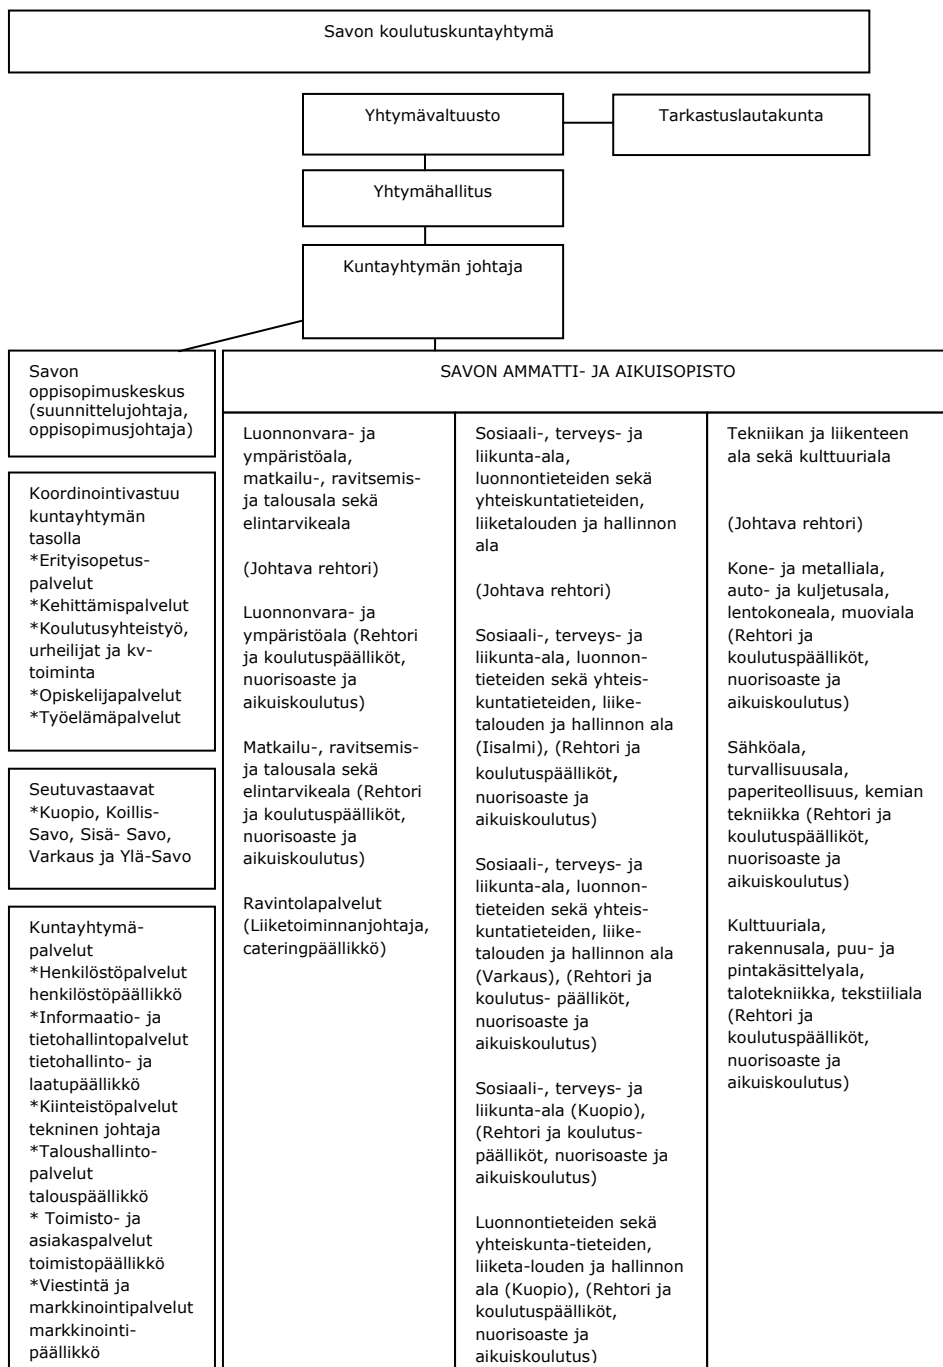 Savon koulutuskuntayhtymä
Yhtymävaltuusto
Tarkastuslautakunta
Yhtymähallitus
Kuntayhtymän johtaja
Savon
oppisopimuskeskus
(suunnittelujohtaja,
oppisopimusjohtaja)
Koordinointivastuu
kuntayhtymän
tasolla
*Erityisopetus-
palvelut
*Kehittämispalvelut
*Koulutusyhteistyö,
urheilijat ja kv-
toiminta
*Opiskelijapalvelut
*Työelämäpalvelut
Seutuvastaavat
*Kuopio, Koillis-
Savo, Sisä- Savo,
Varkaus ja Ylä-Savo
Kuntayhtymä-
palvelut
*Henkilöstöpalvelut
henkilöstöpäällikkö
*Informaatio- ja
tietohallintopalvelut
tietohallinto- ja
laatupäällikkö
*Kiinteistöpalvelut
tekninen johtaja
*Taloushallinto-
palvelut
talouspäällikkö
* Toimisto- ja
asiakaspalvelut
toimistopäällikkö
*Viestintä ja
markkinointipalvelut
markkinointi-
päällikkö
SAVON AMMATTI- JA AIKUISOPISTO
Luonnonvara- ja
ympäristöala,
matkailu-, ravitsemis-
ja talousala sekä
elintarvikeala
(Johtava rehtori)
Luonnonvara- ja
ympäristöala (Rehtori
ja koulutuspäälliköt,
nuorisoaste ja
aikuiskoulutus)
Matkailu-, ravitsemis-
ja talousala sekä
elintarvikeala (Rehtori
ja koulutuspäälliköt,
nuorisoaste ja
aikuiskoulutus)
Ravintolapalvelut
(Liiketoiminnanjohtaja,
cateringpäällikkö)
Sosiaali-, terveys- ja
liikunta-ala,
luonnontieteiden sekä
yhteiskuntatieteiden,
liiketalouden ja hallinnon
ala
(Johtava rehtori)
Sosiaali-, terveys- ja
liikunta-ala, luonnon-
tieteiden sekä yhteis-
kuntatieteiden, liike-
talouden ja hallinnon ala
(Iisalmi), (Rehtori ja
koulutuspäälliköt,
nuorisoaste ja
aikuiskoulutus)
Sosiaali-, terveys- ja
liikunta-ala, luonnon-
tieteiden sekä yhteis-
kuntatieteiden, liike-
talouden ja hallinnon ala
(Varkaus), (Rehtori ja
koulutus- päälliköt,
nuorisoaste ja
aikuiskoulutus)
Sosiaali-, terveys- ja
liikunta-ala (Kuopio),
(Rehtori ja koulutus-
päälliköt, nuorisoaste ja
aikuiskoulutus)
Luonnontieteiden sekä
yhteiskunta-tieteiden,
liiketa-louden ja hallinnon
ala (Kuopio), (Rehtori ja
koulutuspäälliköt,
nuorisoaste ja
aikuiskoulutus)
Tekniikan ja liikenteen
ala sekä kulttuuriala
(Johtava rehtori)
Kone- ja metalliala,
auto- ja kuljetusala,
lentokoneala, muoviala
(Rehtori ja
koulutuspäälliköt,
nuorisoaste ja
aikuiskoulutus)
Sähköala,
turvallisuusala,
paperiteollisuus, kemian
tekniikka (Rehtori ja
koulutuspäälliköt,
nuorisoaste ja
aikuiskoulutus)
Kulttuuriala,
rakennusala, puu- ja
pintakäsittelyala,
talotekniikka, tekstiiliala
(Rehtori ja
koulutuspäälliköt,
nuorisoaste ja
aikuiskoulutus)